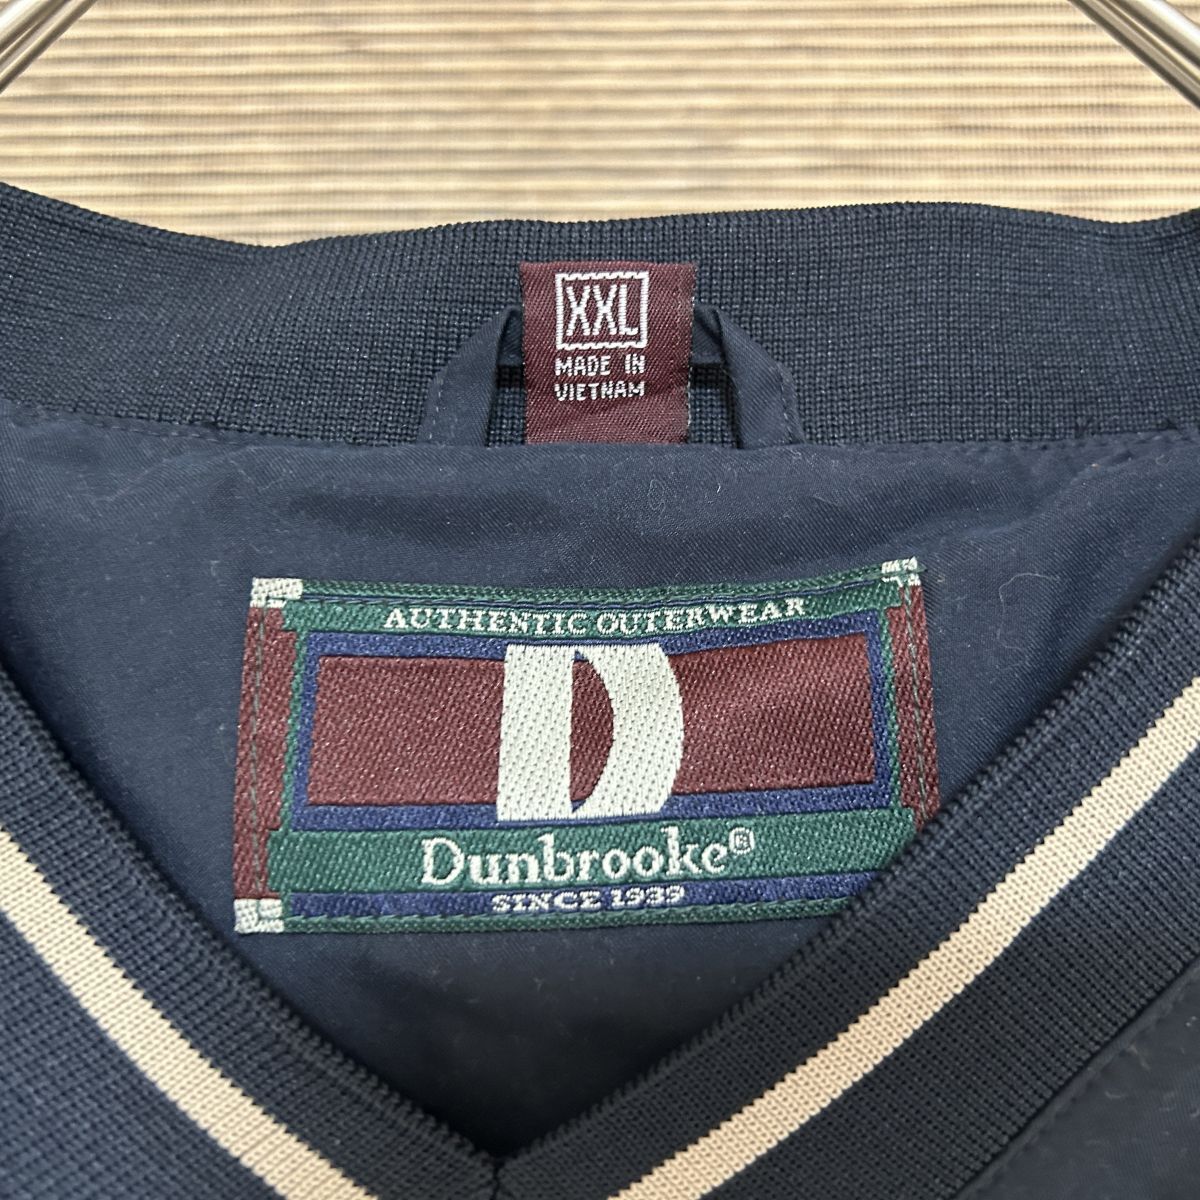 XXL
MADE IN
VIETNAM
AUTHENTIC OUTERWEAR
D
Dunbrooke®
SINCE 1939